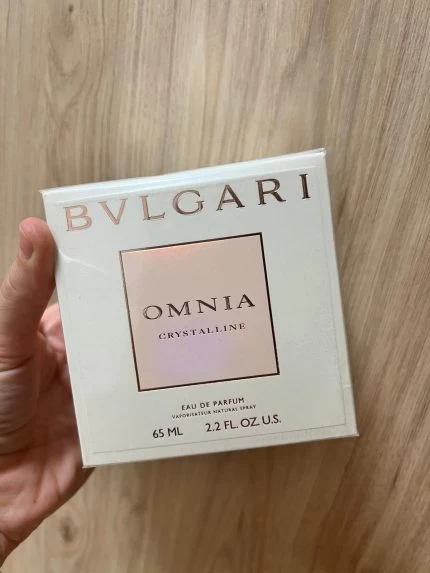 BVLGARI
OMNIA
CRYSTALLINE
EAU DE PARFUM
VAPORISATEUR NATURAL SPRAY
65 ML 2.2 FL. OZ. U.S.